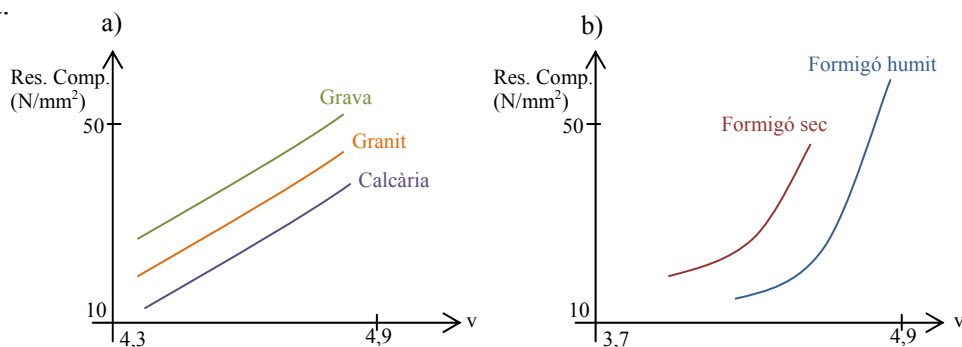 a)
Res. Comp.
(N/mm²)
50
10
Grava
Granit
Calcària
4,3
4,9
v
b)
Res. Comp.
(N/mm²)
50
10
Formigó humit
Formigó sec
3,7
4,9
v